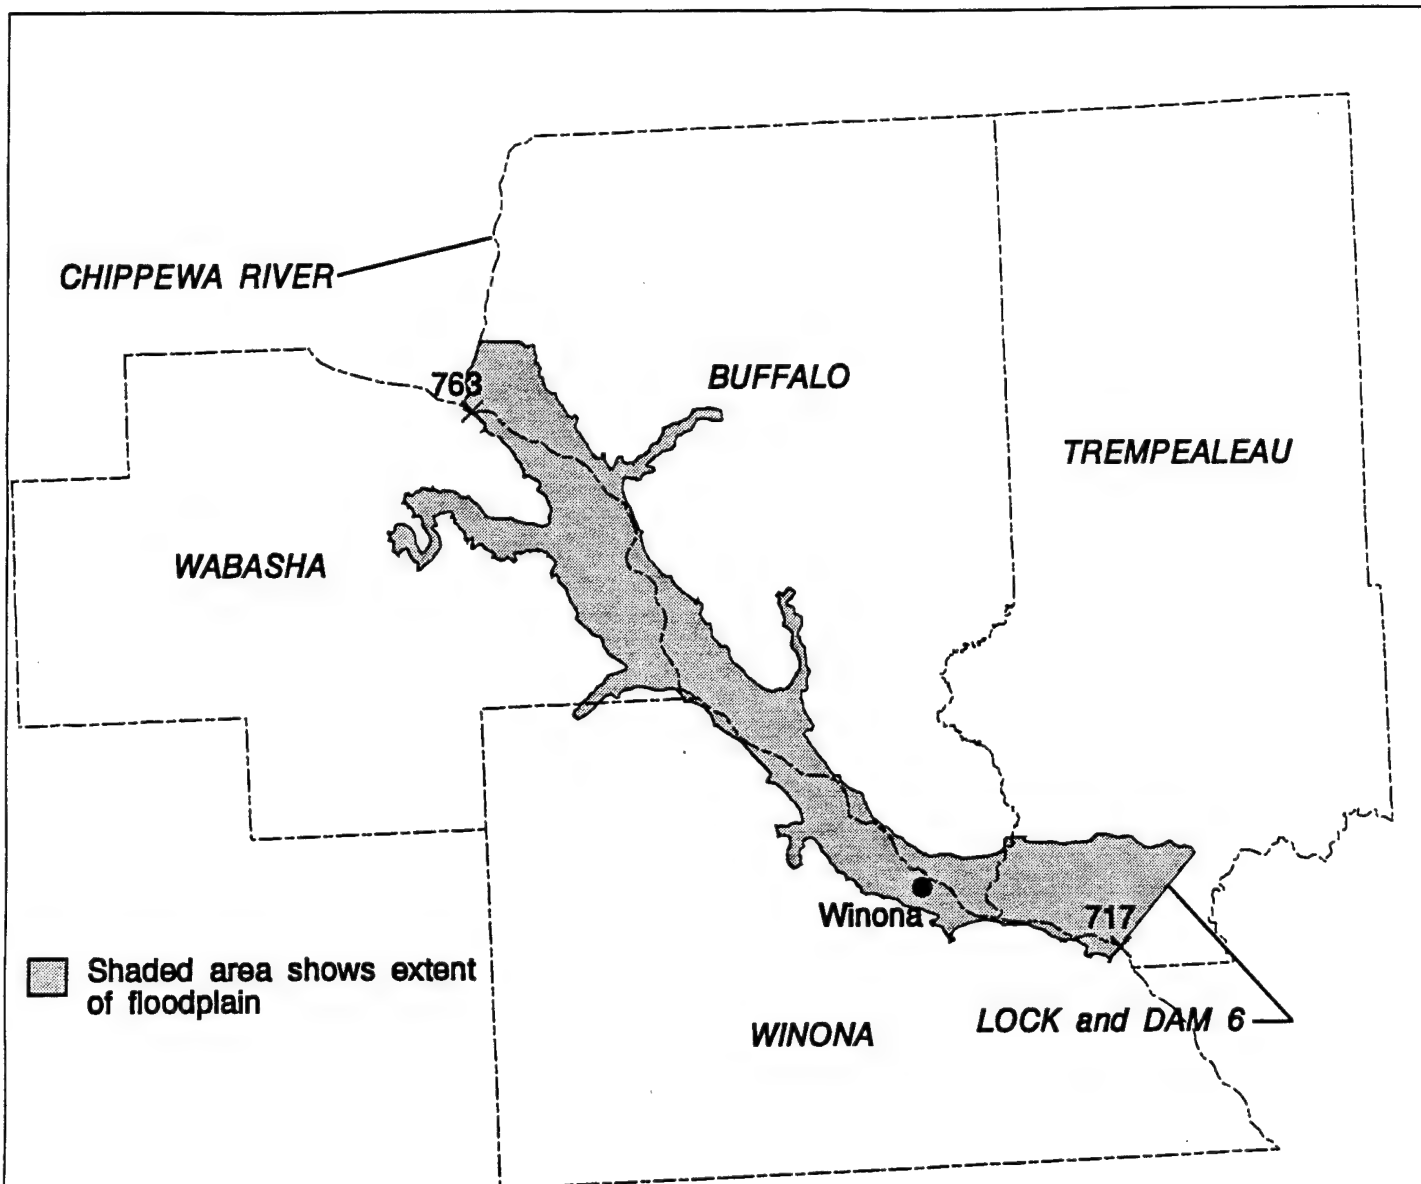 CHIPPEWA RIVER
763
BUFFALO
TREMPEALEAU
WABASHA
Winona
717
Shaded area shows extent
of floodplain
LOCK and DAM 6
WINONA